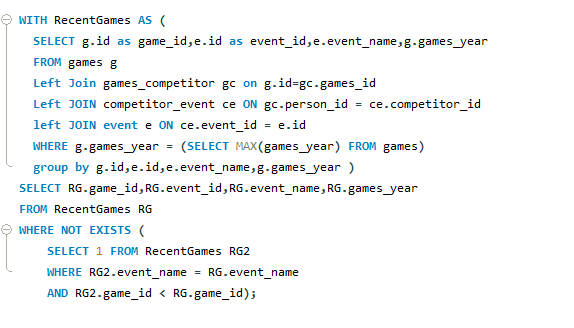 WITH RecentGames AS (
SELECT g.id as game_id,e.id as event_id,e.event_name,g.games_year
FROM games g
Left Join games_competitor gc on g.id=gc.games_id
Left JOIN competitor_event ce ON gc.person_id = ce.competitor_id
left JOIN event e ON ce.event_id = e.id
WHERE g.games_year = (SELECT MAX(games_year) FROM games)
group by g.id,e.id,e.event_name,g.games_year )
SELECT RG.game_id,RG.event_id,RG.event_name,RG.games_year
FROM RecentGames RG
WHERE NOT EXISTS (
SELECT 1 FROM RecentGames RG2
WHERE RG2.event_name = RG.event_name
AND RG2.game_id < RG.game_id);